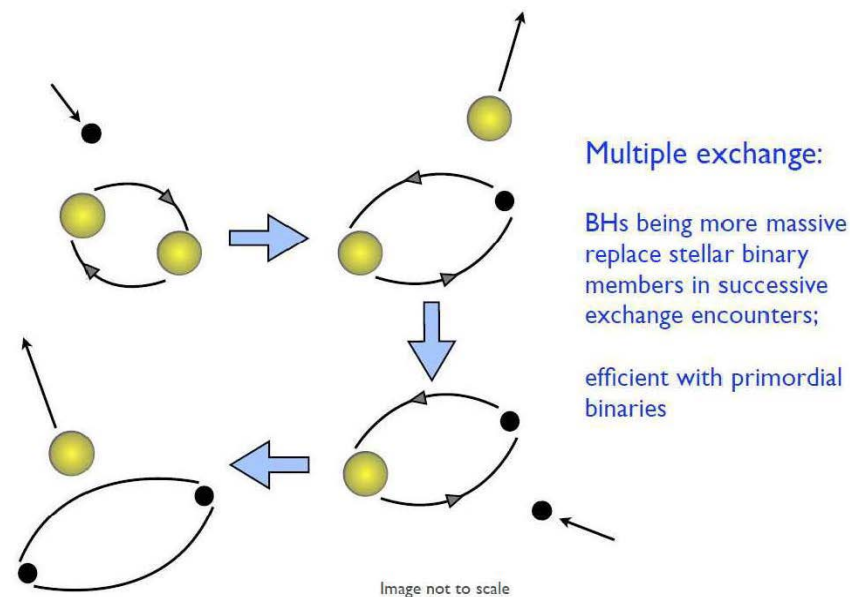 Multiple exchange:
BHs being more massive
replace stellar binary
members in successive
exchange encounters;
efficient with primordial
binaries
Image not to scale